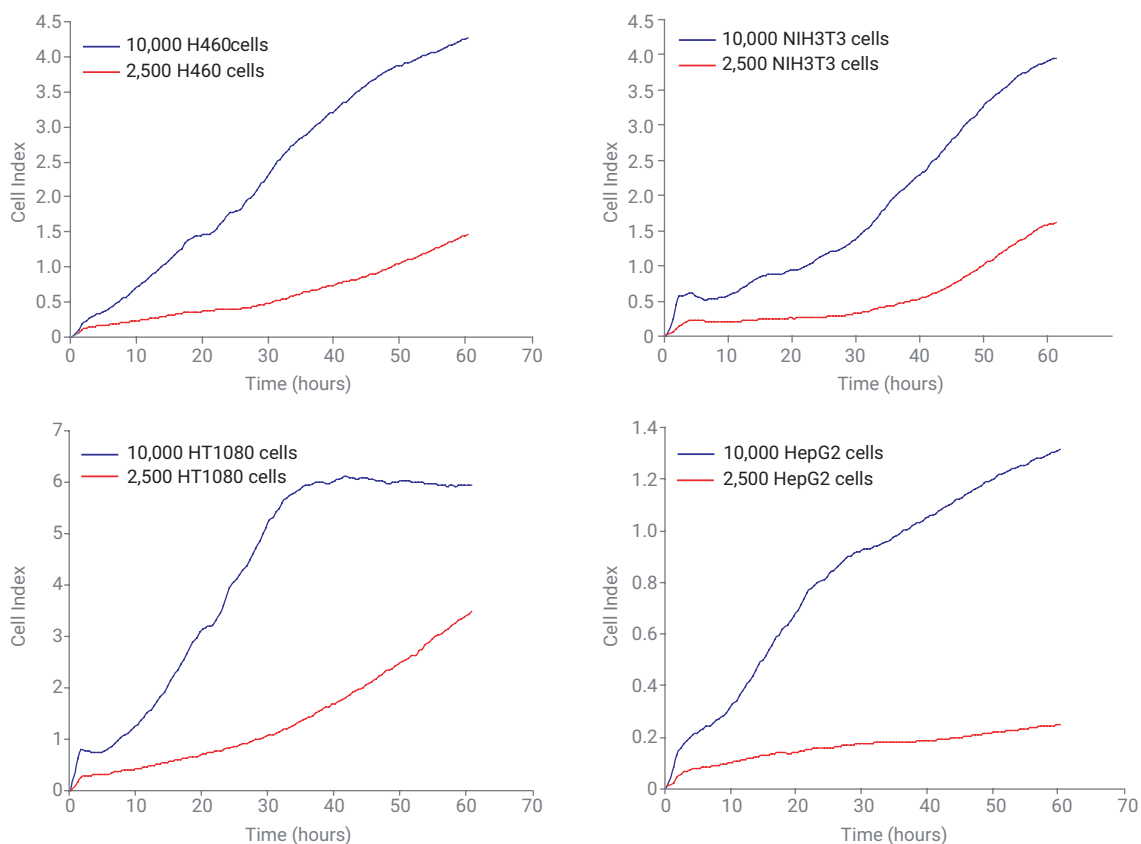 4.5
4.0
3.5
3.0
2.5
2.0
1.5
1.0
0.5
0
Cell Index
10,000 H460cells
2,500 H460 cells
0 10 20 30 40 50 60 70
Time (hours)
4.5
4.0
3.5
3.0
2.5
2.0
1.5
1.0
0.5
0
Cell Index
10,000 NIH3T3 cells
2,500 NIH3T3 cells
0 10 20 30 40 50 60
Time (hours)
7
6
5
4
3
2
1
0
Cell Index
10,000 HT1080 cells
2,500 HT1080 cells
0 10 20 30 40 50 60 70
Time (hours)
1.4
1.2
1.0
0.8
0.6
0.4
0.2
0
Cell Index
10,000 HepG2 cells
2,500 HepG2 cells
0 10 20 30 40 50 60 70
Time (hours)